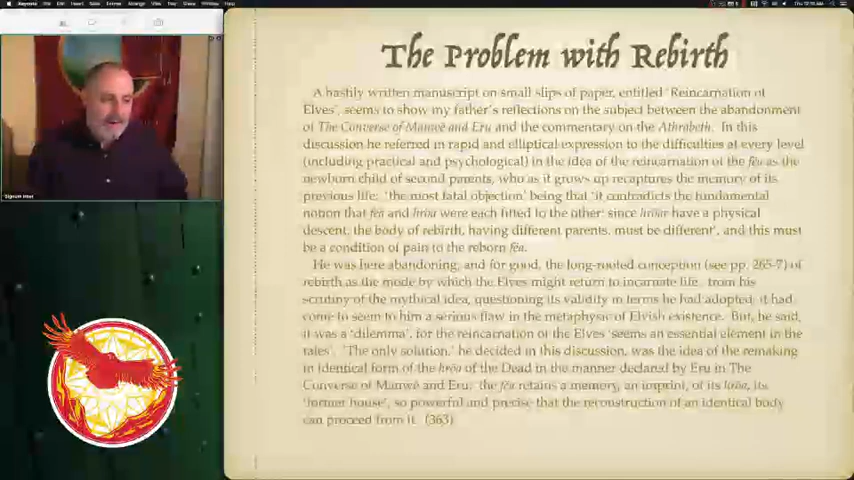 The Problem with Rebirth
A hastily written manuscript on small slips of paper, entitled 'Reincarnation of
Elves', seems to show my father's reflections on the subject between the abandonment
of The Converse of Manwë and Eru and the commentary on the Athrabeth. In this
discussion he referred in rapid and elliptical expression to the difficulties at every level
(including practical and psychological) in the idea of the reincarnation of the fëa as the
newborn child of second parents, who as it grows up recaptures the memory of its
previous life: 'the most fatal objection' being that 'it contradicts the fundamental
notion that fëa and hröa were each fitted to the other: since hröar have a physical
descent, the body of rebirth, having different parents, must be different', and this must
be a condition of pain to the reborn fëa.
He was here abandoning, and for good, the long-rooted conception (see pp. 265-7) of
rebirth as the mode by which the Elves might return to incarnate life: from his
scrutiny of the mythical idea, questioning its validity in terms he had adopted, it had
come to seem to him a serious flaw in the metaphysic of Elvish existence. But, he said,
it was a 'dilemma', for the reincarnation of the Elves 'seems an essential element in the
tales'. 'The only solution,' he decided in this discussion, was the idea of the remaking
in identical form of the hröa of the Dead in the manner declared by Eru in The
Converse of Manwë and Eru: the fëa retains a memory, an imprint, of its hröa, its
'former house', so powerful and precise that the reconstruction of an identical body
can proceed from it. (363)